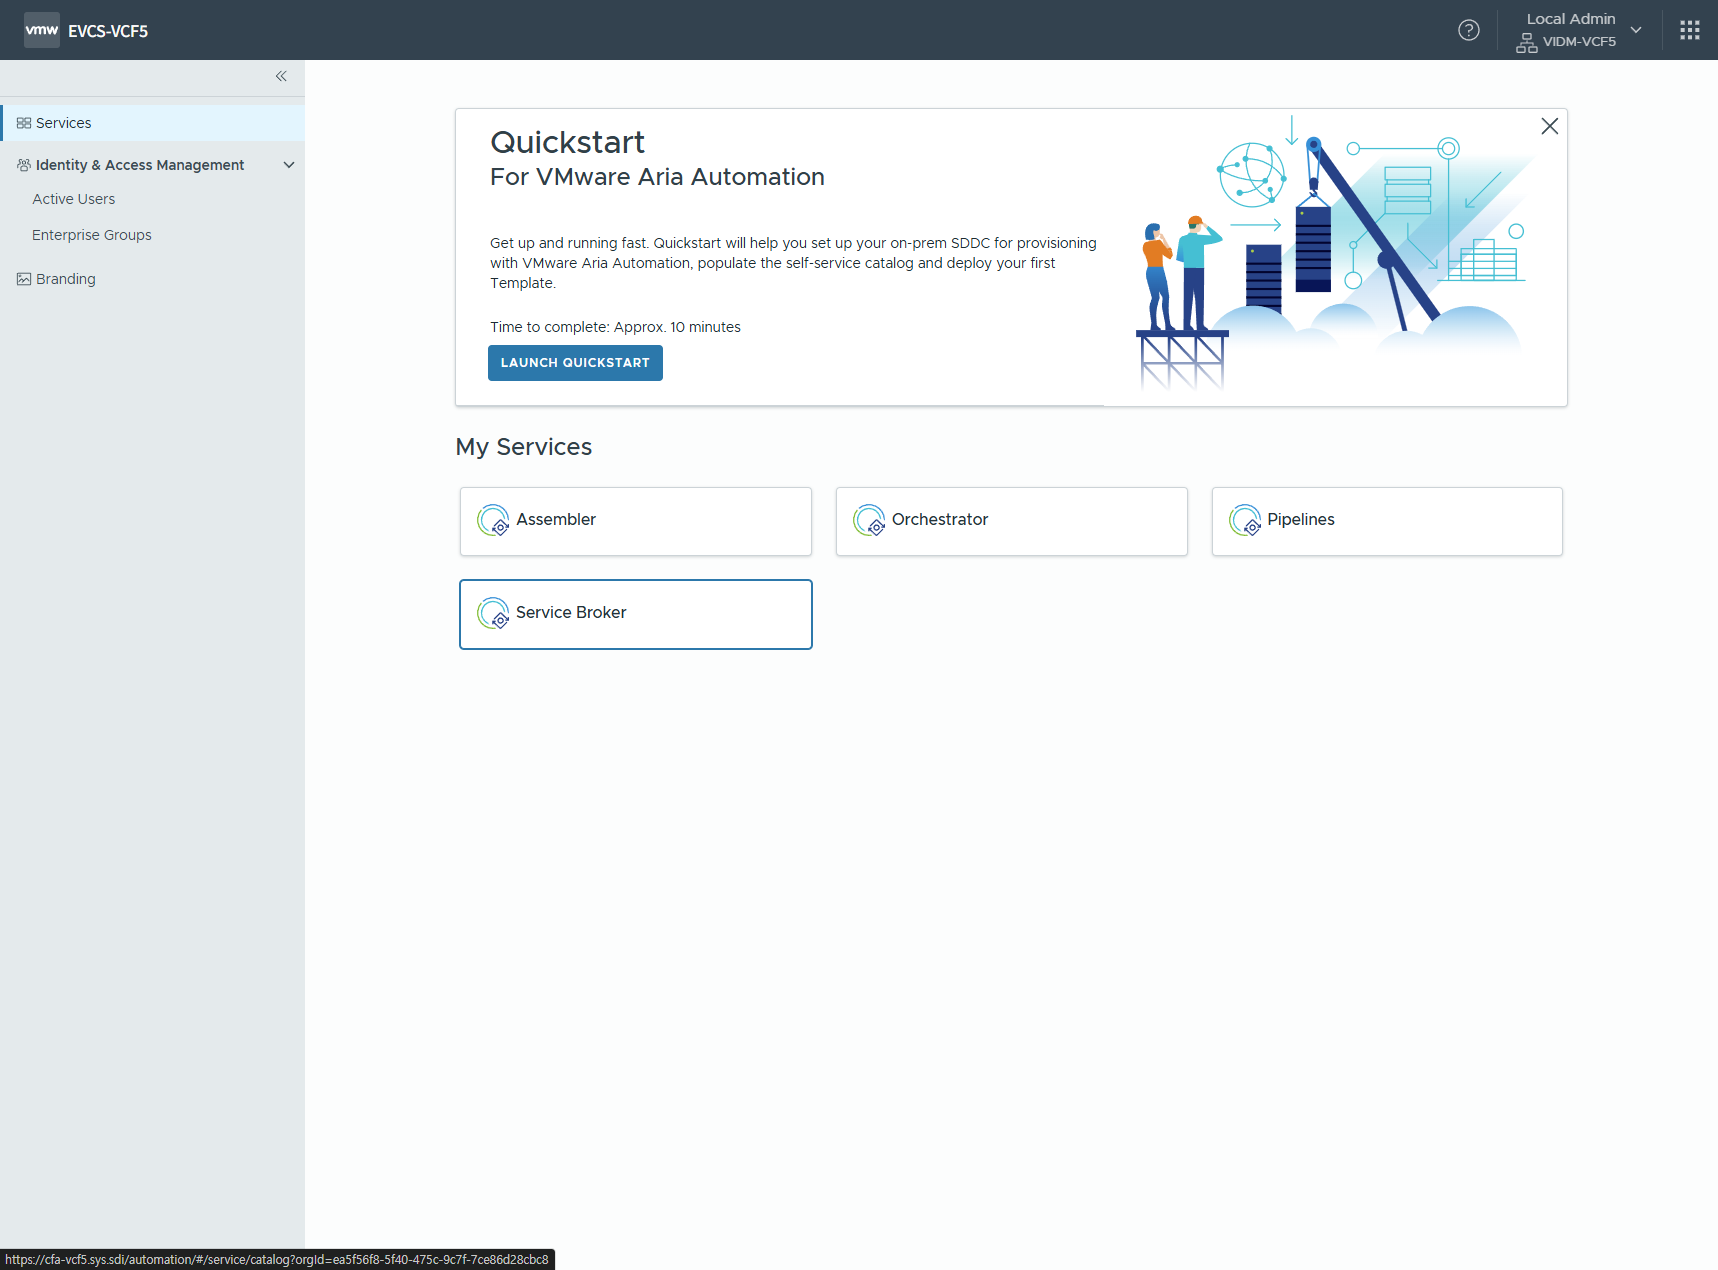 vmw EVCS-VCF5
Local Admin
VIDM-VCF5
Services
Identity & Access Management
Active Users
Enterprise Groups
Branding
Quickstart
For VMware Aria Automation
Get up and running fast. Quickstart will help you set up your on-prem SDDC for provisioning
with VMware Aria Automation, populate the self-service catalog and deploy your first
Template.
Time to complete: Approx. 10 minutes
LAUNCH QUICKSTART
My Services
Assembler
Orchestrator
Pipelines
Service Broker
https://cfa-vcf5.sys.sdi/automation/#/service/catalog?orgId=ea5f56f8-5f40-475c-9c7f-7ce86d28cbc8